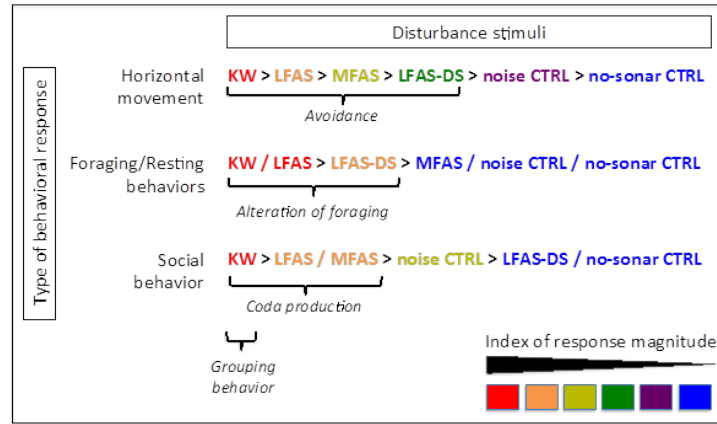 Disturbance stimuli
Type of behavioral response
Horizontal
movement
KW > LFAS > MFAS > LFAS-DS > noise CTRL > no-sonar CTRL
Avoidance
Foraging/Resting
behaviors
KW / LFAS > LFAS-DS > MFAS / noise CTRL / no-sonar CTRL
Alteration of foraging
Social
behavior
KW > LFAS / MFAS > noise CTRL > LFAS-DS / no-sonar CTRL
Coda production
Grouping
behavior
Index of response magnitude